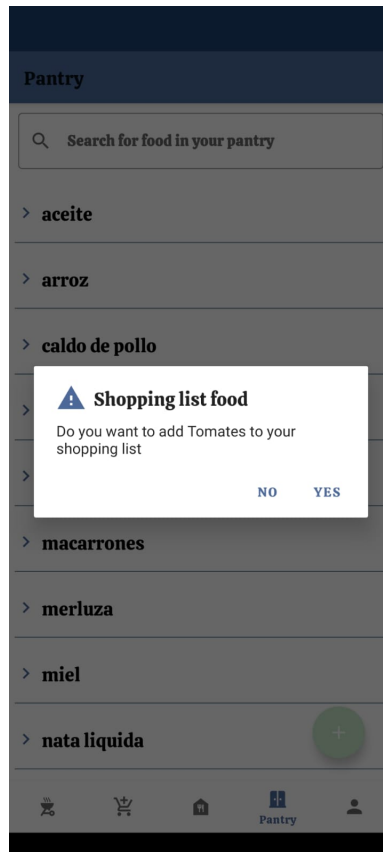 Pantry
Search for food in your pantry
aceite
arroz
caldo de pollo
Shopping list food
Do you want to add Tomates to your
shopping list
NO YES
macarrones
merluza
miel
nata liquida
Pantry